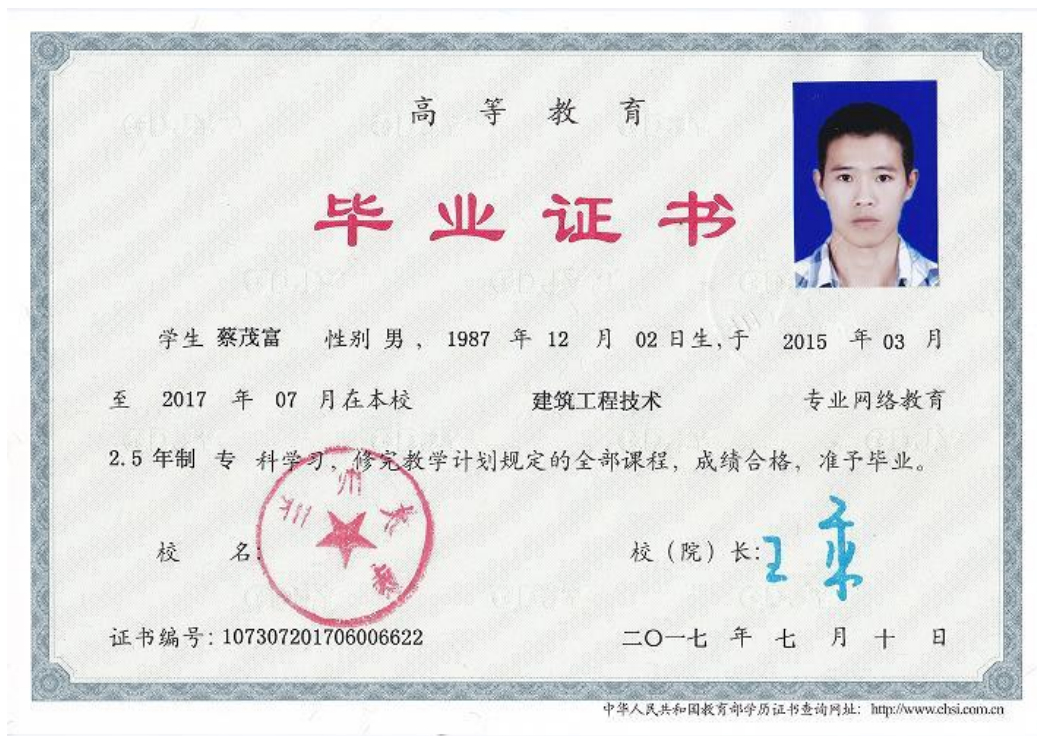 高等教育
毕业证书
学生 蔡茂富 性别 男，1987 年 12 月 02 日生,于 2015 年 03 月
至 2017 年 07 月在本校 建筑工程技术 专业网络教育
2.5 年制 专 科学习，修完教学计划规定的全部课程，成绩合格，准予毕业。
校 名: 校（院）长:
兰州大学
证书编号: 107307201706006622 二〇一七 年 七 月 十 日
中华人民共和国教育部学历证书查询网址: http://www.chsi.com.cn